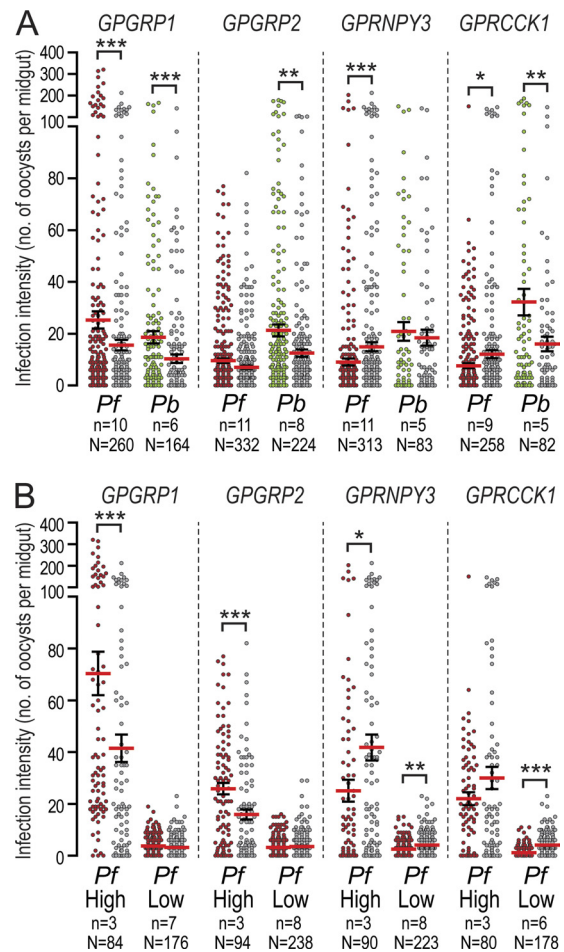 A
GPGRP1 GPGRP2 GPRNPY3 GPRCCK1
Infection intensity (no. of oocysts per midgut)
400
300
200
100
80
60
40
20
0
*** *** ** *** * **
Pf Pb Pf Pb Pf Pb Pf Pb
n=10 n=6 n=11 n=8 n=11 n=5 n=9 n=5
N=260 N=164 N=332 N=224 N=313 N=83 N=258 N=82
B
GPGRP1 GPGRP2 GPRNPY3 GPRCCK1
Infection intensity (no. of oocysts per midgut)
400
300
200
100
80
60
40
20
0
*** *** * ** ***
Pf Pf Pf Pf Pf Pf Pf Pf
High Low High Low High Low High Low
n=3 n=7 n=3 n=8 n=3 n=8 n=3 n=6
N=84 N=176 N=94 N=238 N=90 N=223 N=80 N=178